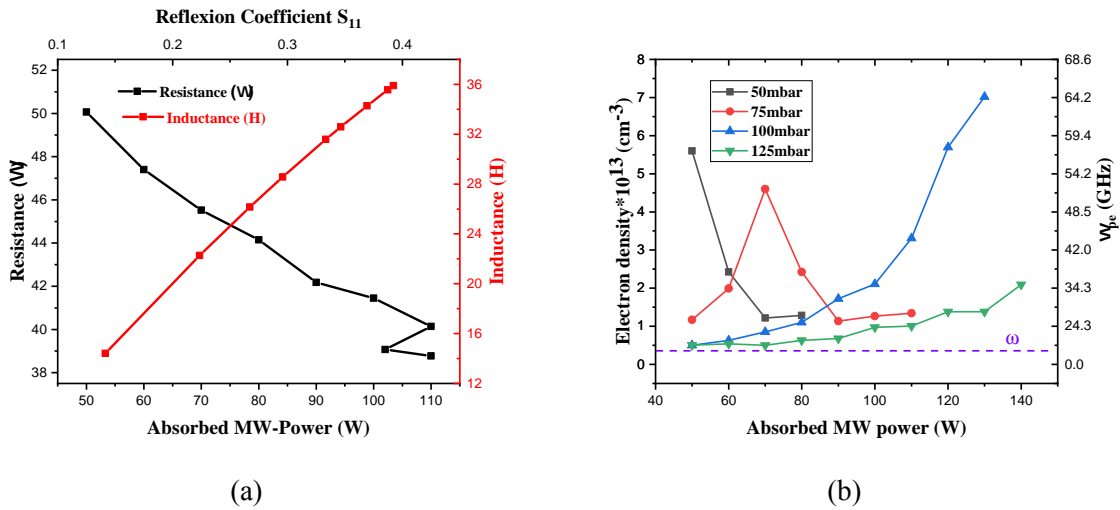 Reflexion Coefficient S11
0.1 0.2 0.3 0.4
52
50
48
46
44
42
40
38
Resistance (W)
Resistance (W)
Inductance (H)
36
32
28
24
20
16
12
Inductance (H)
50 60 70 80 90 100 110
Absorbed MW-Power (W)
(a)
8
7
6
5
4
3
2
1
0
Electron density*10^13 (cm^-3)
50mbar
75mbar
100mbar
125mbar
ω
68.6
64.2
59.4
54.2
48.5
42.0
34.3
24.3
0.0
Wpe (GHz)
40 60 80 100 120 140
Absorbed MW power (W)
(b)